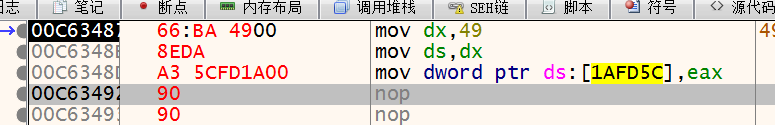 日志 笔记 断点 内存布局 调用堆栈 SEH链 脚本 符号 源代码
00C63487 66:BA 4900 mov dx,49
8EDA mov ds,dx
A3 5CFD1A00 mov dword ptr ds:[1AFD5C],eax
00C63492 90 nop
90 nop